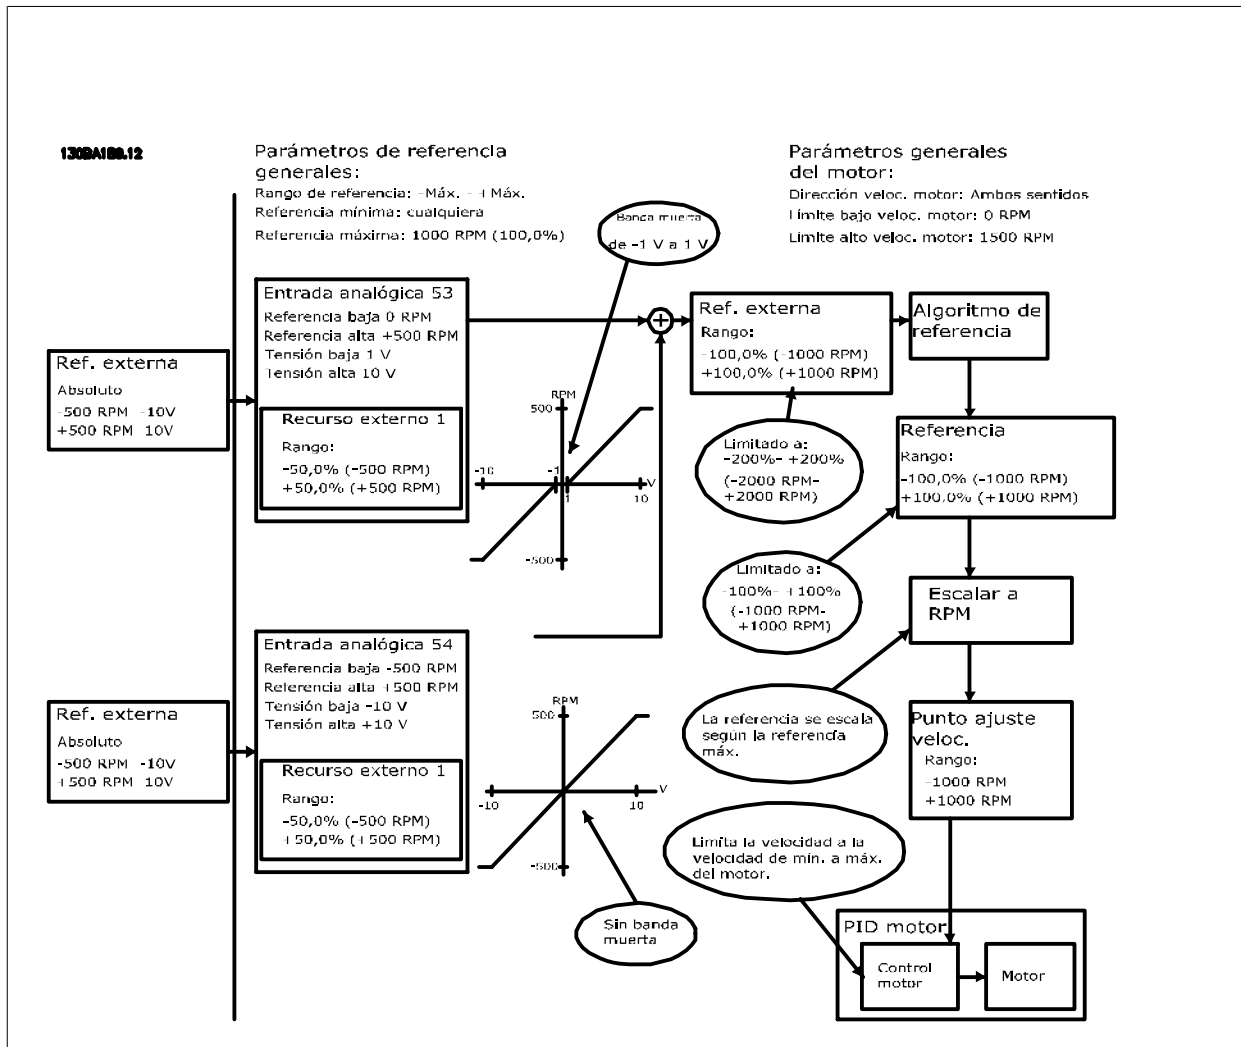 130BA189.12
Parámetros de referencia
generales:
Rango de referencia: -Máx. - +Máx.
Referencia mínima: cualquiera
Referencia máxima: 1000 RPM (100,0%)
Parámetros generales
del motor:
Dirección veloc. motor: Ambos sentidos
Límite bajo veloc. motor: 0 RPM
Límite alto veloc. motor: 1500 RPM
Banda muerta
de -1 V a 1 V
Entrada analógica 53
Referencia baja 0 RPM
Referencia alta +500 RPM
Tensión baja 1 V
Tensión alta 10 V
Recurso externo 1
Rango:
-50,0% (-500 RPM)
+50,0% (+500 RPM)
Ref. externa
Absoluto
-500 RPM -10V
+500 RPM 10V
RPM
500
-10
-1
V
1
10
-500
Ref. externa
Rango:
-100,0% (-1000 RPM)
+100,0% (+1000 RPM)
Algoritmo de
referencia
Limitado a:
-200%- +200%
(-2000 RPM-
+2000 RPM)
Referencia
Rango:
-100,0% (-1000 RPM)
+100,0% (+1000 RPM)
Limitado a:
-100%- +100%
(-1000 RPM-
+1000 RPM)
Escalar a
RPM
Entrada analógica 54
Referencia baja -500 RPM
Referencia alta +500 RPM
Tensión baja -10 V
Tensión alta +10 V
Recurso externo 1
Rango:
-50,0% (-500 RPM)
+50,0% (+500 RPM)
Ref. externa
Absoluto
-500 RPM -10V
+500 RPM 10V
RPM
500
V
-10
10
-500
Sin banda
muerta
La referencia se escala
según la referencia
máx.
Punto ajuste
veloc.
Rango:
-1000 RPM
+1000 RPM
Limita la velocidad a la
velocidad de mín. a máx.
del motor.
PID motor
Control
motor
Motor